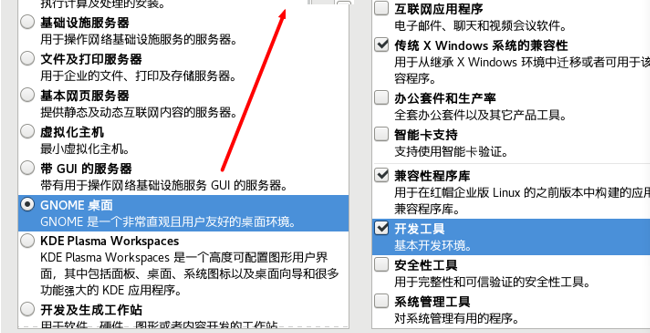 执行计算及处理的安装。
基础设施服务器
用于操作网络基础设施服务的服务器。
文件及打印服务器
用于企业的文件、打印及存储服务器。
基本网页服务器
提供静态及动态互联网内容的服务器。
虚拟化主机
最小虚拟化主机。
带 GUI 的服务器
带有用于操作网络基础设施服务 GUI 的服务器。
GNOME 桌面
GNOME 是一个非常直观且用户友好的桌面环境。
KDE Plasma Workspaces
KDE Plasma Workspaces 是一个高度可配置图形用户界
面，其中包括面板、桌面、系统图标以及桌面向导和很多
功能强大的 KDE 应用程序。
开发及生成工作站
用于软件、硬件、图形或者内容开发的工作站
互联网应用程序
电子邮件、聊天和视频会议软件。
传统 X Windows 系统的兼容性
用于从继承 X Windows 环境中迁移或者可用于该
容程序。
办公套件和生产率
全套办公套件以及其它产品工具。
智能卡支持
支持使用智能卡验证。
兼容性程序库
用于在红帽企业版 Linux 的之前版本中构建的应用
兼容程序库。
开发工具
基本开发环境。
安全性工具
用于完整性和可信验证的安全性工具。
系统管理工具
对系统管理有用的程序。